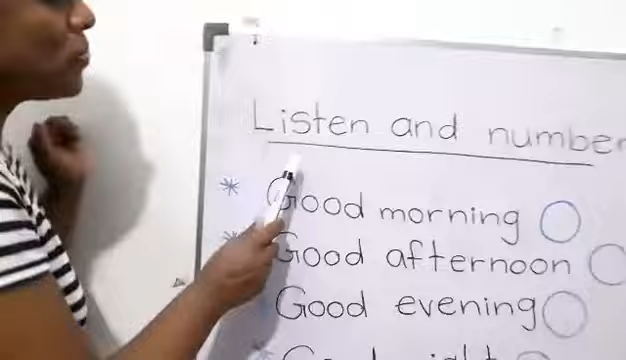 Listen and number
* Good morning
* Good afternoon
Good evening